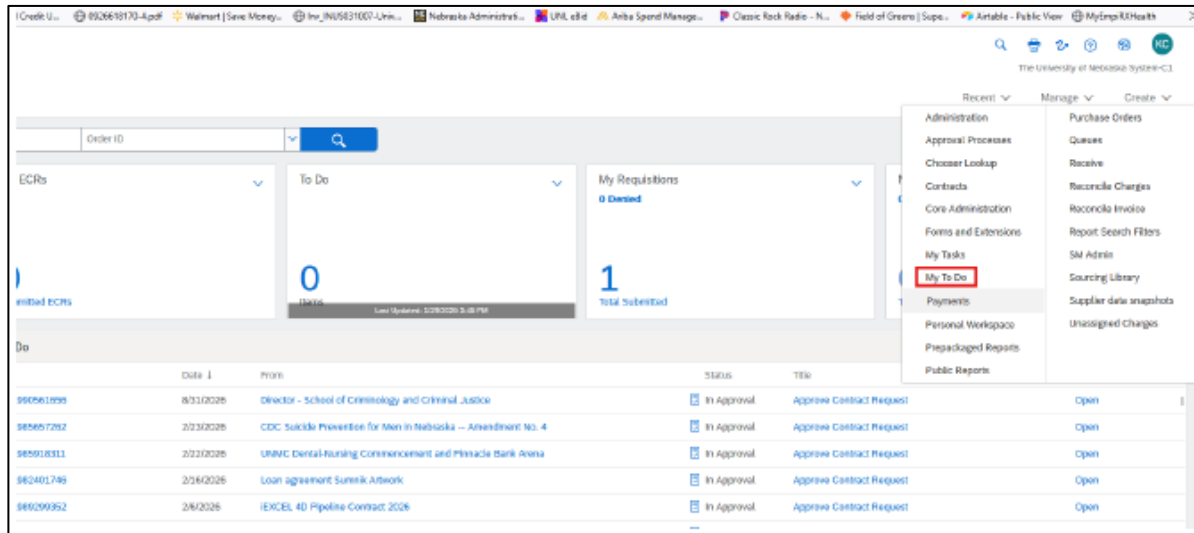 Credit U... 0926618170-A.pdf Walmart | Save Money... Inv_INUS031007-Univ... Nebraska Administrati... UNL eBid Ariba Spend Manage... Classic Rock Radio - N... Field of Greens | Supe... Airtable - Public View MyEmpiRXHealth
KC
The University of Nebraska System-C1
Recent Manage Create
Administration Purchase Orders
Order ID
Approval Processes Queues
Chooser Lookup Receive
ECRs To Do My Requisitions
Contracts Reconcile Charges
0 Denied
Core Administration Reconcile Invoice
Forms and Extensions Report Search Filters
My Tasks SM Admin
0 1
My To Do Sourcing Library
mitted ECRs Items Total Submitted
Payments Supplier data snapshots
Last Updated: 1/29/2026 3:48 PM
Personal Workspace Unassigned Charges
Do
Prepackaged Reports
Public Reports
Date ↓ From Status Title
990561656 8/31/2026 Director - School of Criminology and Criminal Justice In Approval Approve Contract Request Open
985657262 2/23/2026 CDC Suicide Prevention for Men in Nebraska -- Amendment No. 4 In Approval Approve Contract Request Open
985918311 2/22/2026 UNMC Dental-Nursing Commencement and Pinnacle Bank Arena In Approval Approve Contract Request Open
982401746 2/16/2026 Loan agreement Sumnik Artwork In Approval Approve Contract Request Open
989299352 2/6/2026 iEXCEL 4D Pipeline Contract 2026 In Approval Approve Contract Request Open